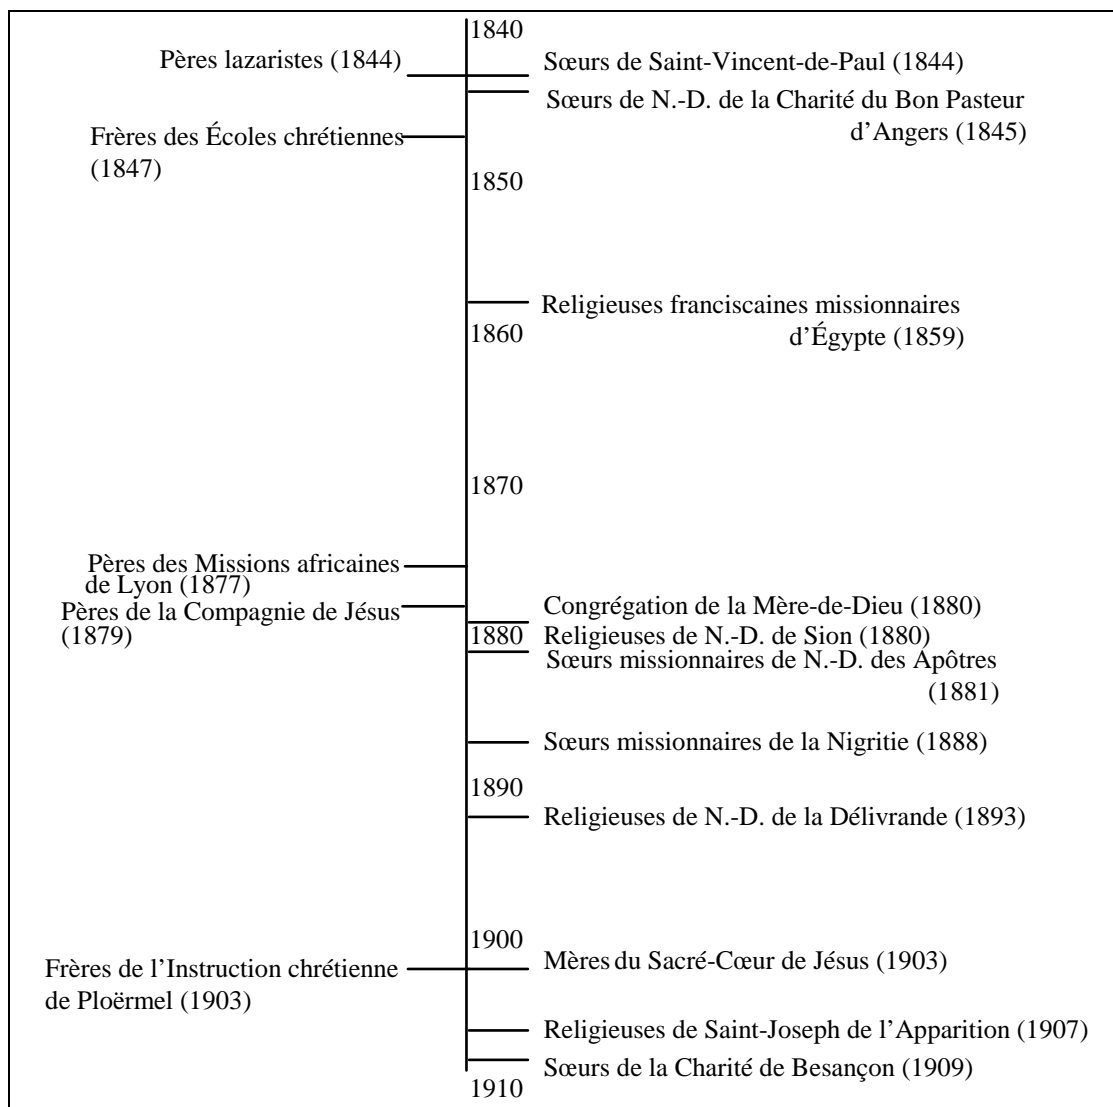 1840
Pères lazaristes (1844)
Sœurs de Saint-Vincent-de-Paul (1844)
Sœurs de N.-D. de la Charité du Bon Pasteur
d’Angers (1845)
Frères des Écoles chrétiennes
(1847)
1850
Religieuses franciscaines missionnaires
d’Égypte (1859)
1860
1870
Pères des Missions africaines
de Lyon (1877)
Pères de la Compagnie de Jésus
(1879)
Congrégation de la Mère-de-Dieu (1880)
1880
Religieuses de N.-D. de Sion (1880)
Sœurs missionnaires de N.-D. des Apôtres
(1881)
Sœurs missionnaires de la Nigritie (1888)
1890
Religieuses de N.-D. de la Délivrande (1893)
1900
Frères de l’Instruction chrétienne
de Ploërmel (1903)
Mères du Sacré-Cœur de Jésus (1903)
Religieuses de Saint-Joseph de l’Apparition (1907)
Sœurs de la Charité de Besançon (1909)
1910